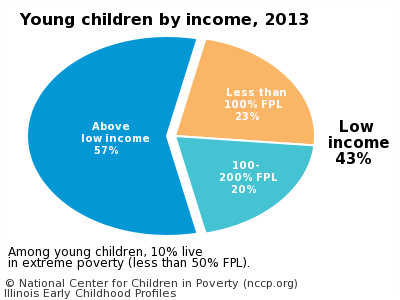 Young children by income, 2013
Less than
100% FPL
23%
Above
low income
57%
Low
income
43%
100-
200% FPL
20%
Among young children, 10% live
in extreme poverty (less than 50% FPL).
© National Center for Children in Poverty (nccp.org)
Illinois Early Childhood Profiles